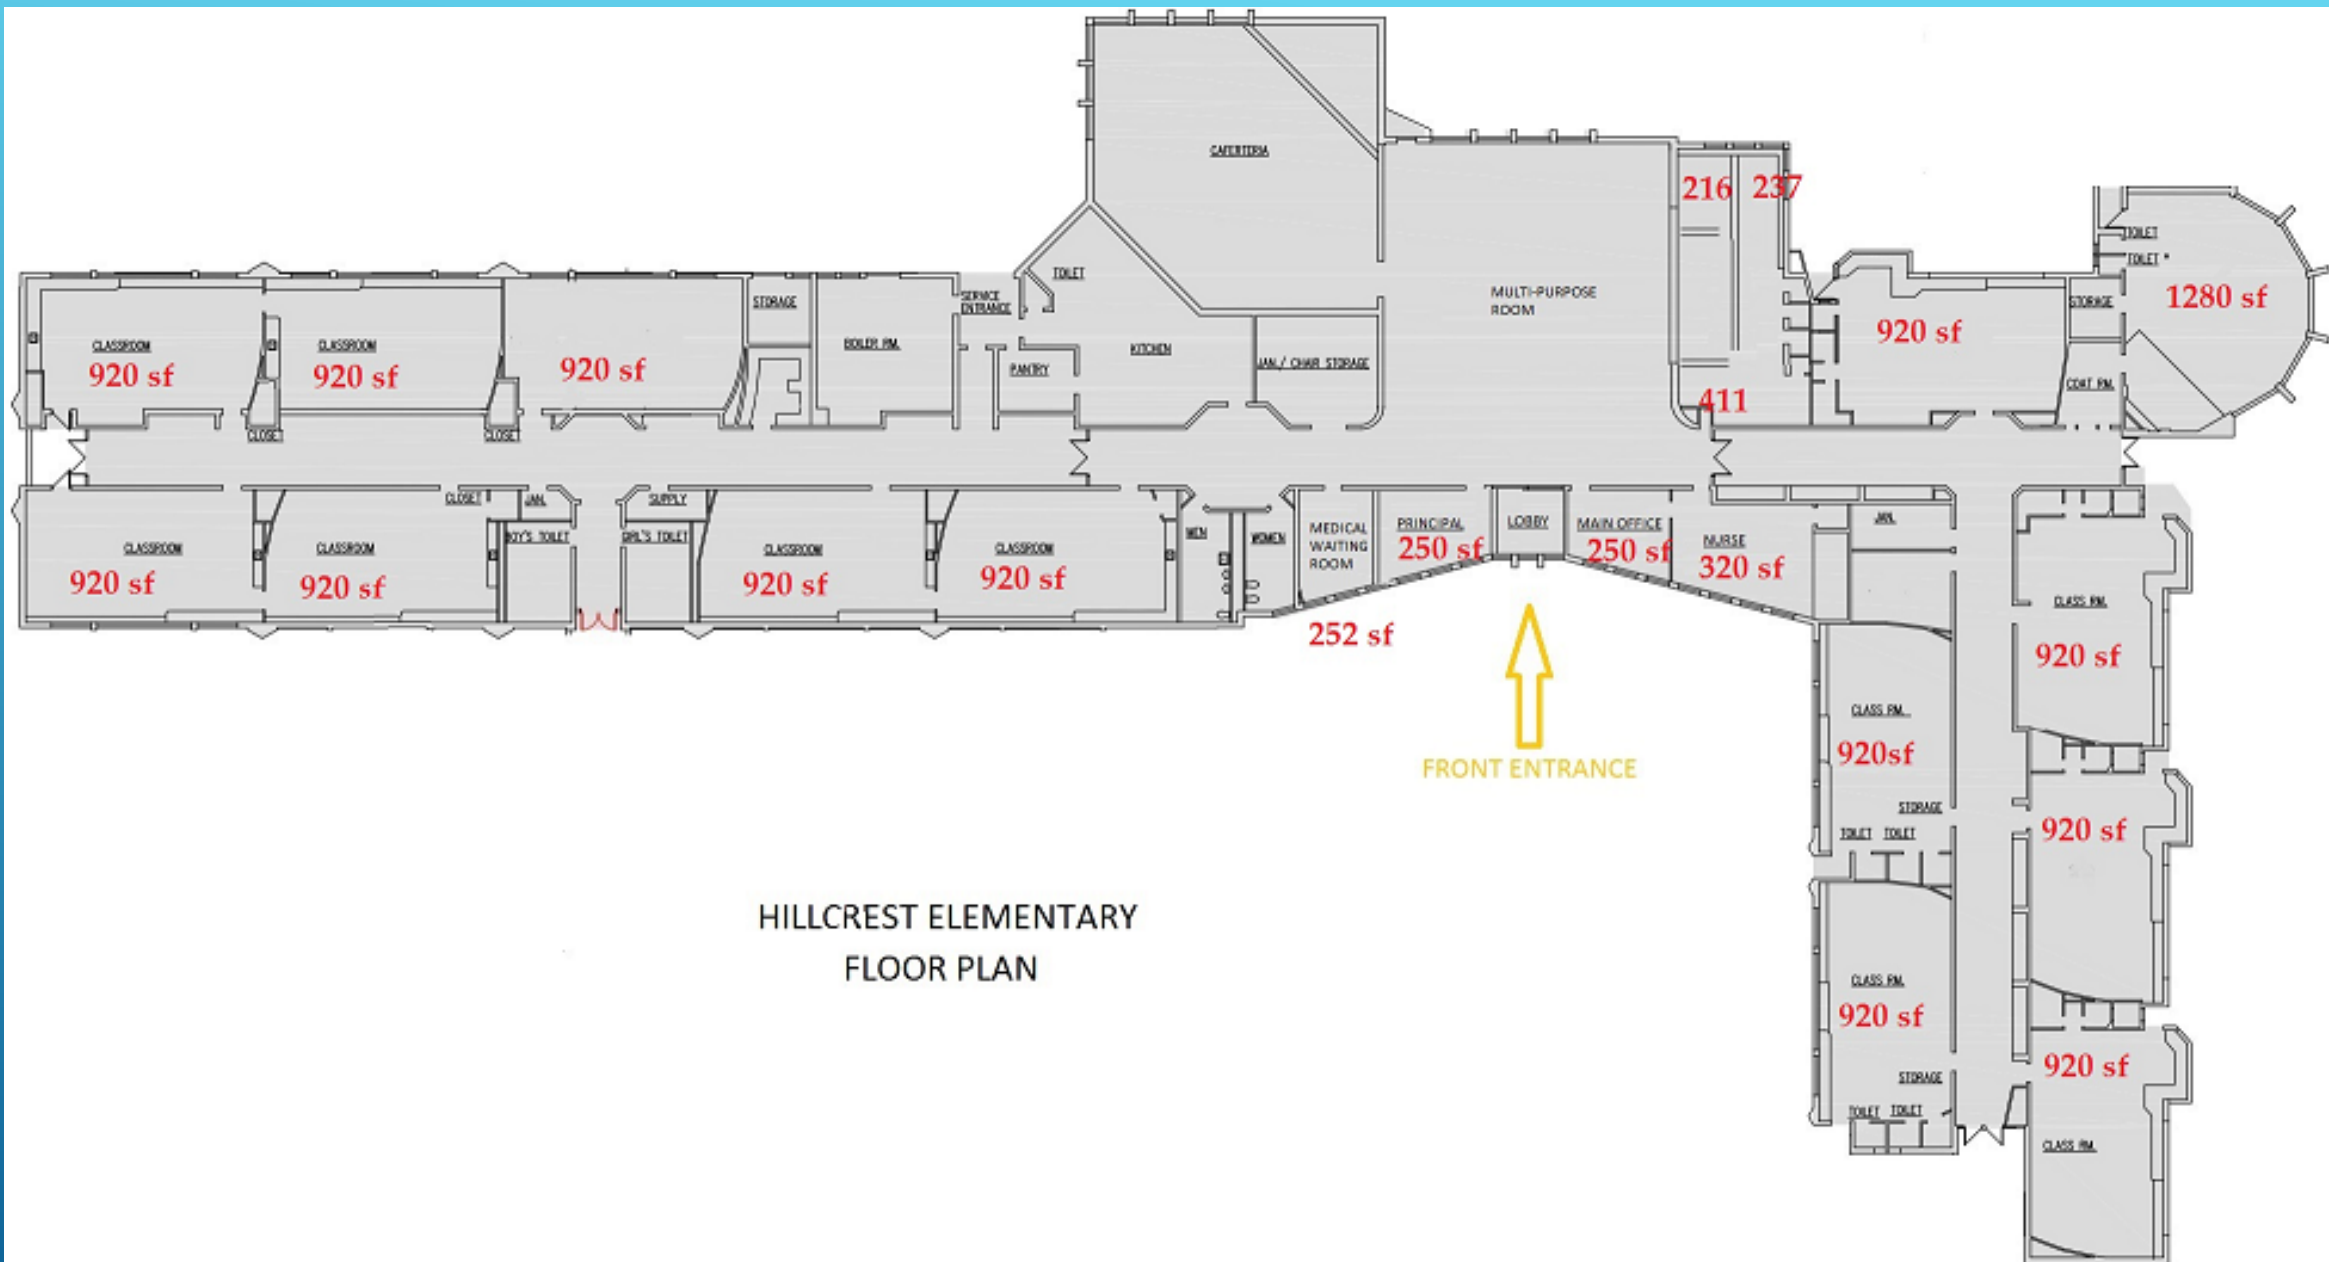 CAFERTERIA
216
237
TOILET
TOILET
1280 sf
TOILET
SERVICE
ENTRANCE
STORAGE
MULTI-PURPOSE
ROOM
STORAGE
920 sf
CLASSROOM
920 sf
CLASSROOM
920 sf
920 sf
BOILER RM.
KITCHEN
PANTRY
JAN./ CHAIR STORAGE
COAT RM.
411
CLOSET
CLOSET
CLOSET
JAN.
SUPPLY
CLASSROOM
920 sf
CLASSROOM
920 sf
BOY'S TOILET
GIRL'S TOILET
CLASSROOM
920 sf
CLASSROOM
920 sf
MEN
WOMEN
MEDICAL
WAITING
ROOM
252 sf
PRINCIPAL
250 sf
LOBBY
MAIN OFFICE
250 sf
NURSE
320 sf
JAN.
CLASS RM.
920 sf
FRONT ENTRANCE
CLASS RM.
920sf
STORAGE
TOILET TOILET
920 sf
HILLCREST ELEMENTARY
FLOOR PLAN
CLASS RM.
920 sf
STORAGE
TOILET TOILET
920 sf
CLASS RM.